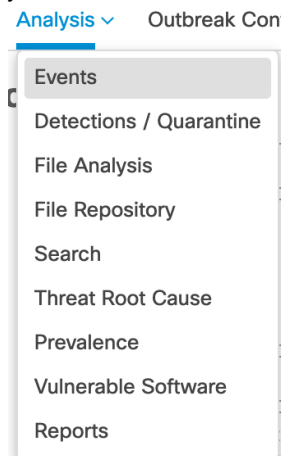 Analysis Outbreak Con
Events
Detections / Quarantine
File Analysis
File Repository
Search
Threat Root Cause
Prevalence
Vulnerable Software
Reports